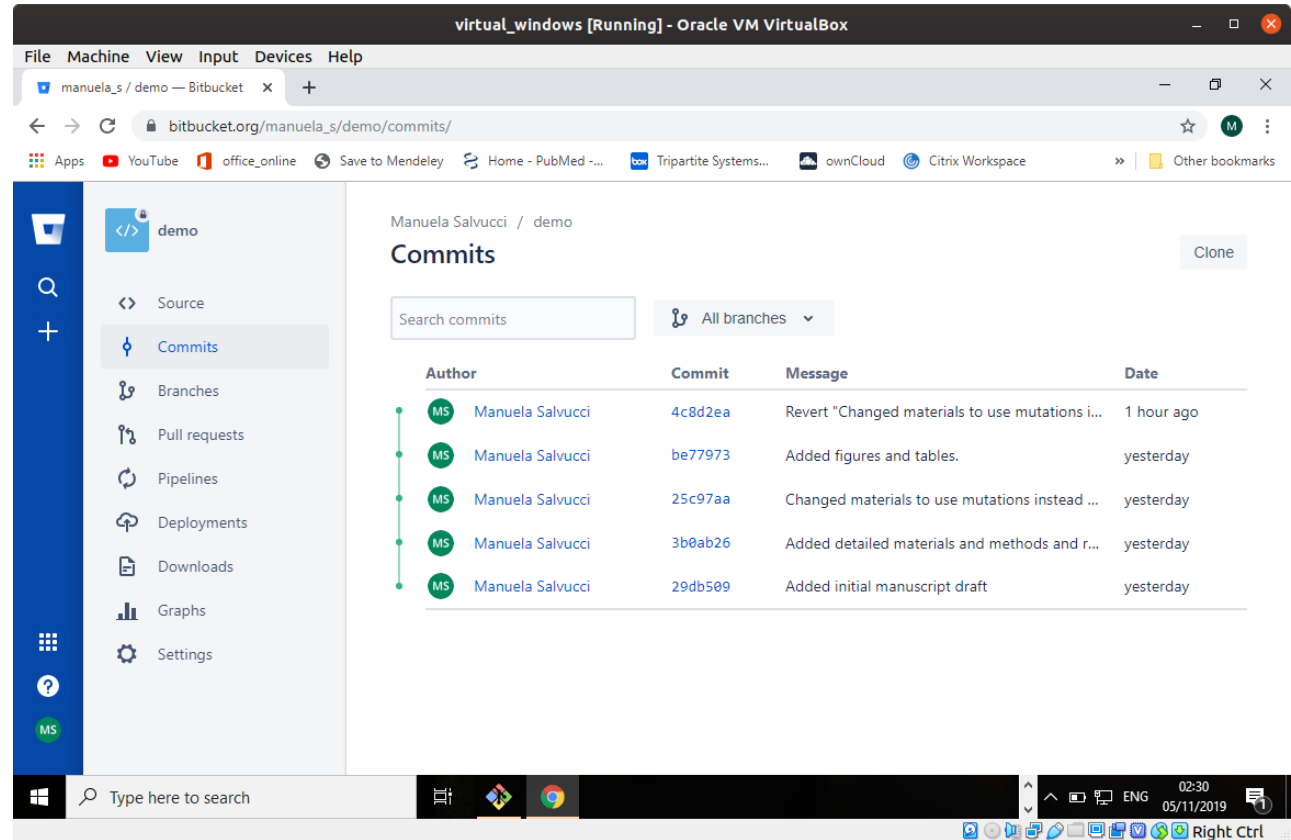 virtual_windows [Running] - Oracle VM VirtualBox
File Machine View Input Devices Help
manuela_s / demo — Bitbucket
bitbucket.org/manuela_s/demo/commits/
M
Apps YouTube office_online Save to Mendeley Home - PubMed -... box Tripartite Systems... ownCloud Citrix Workspace » Other bookmarks
demo
Source
Commits
Branches
Pull requests
Pipelines
Deployments
Downloads
Graphs
Settings
MS
Manuela Salvucci / demo
Commits
Clone
Search commits
All branches
Author Commit Message Date
MS Manuela Salvucci 4c8d2ea Revert "Changed materials to use mutations i... 1 hour ago
MS Manuela Salvucci be77973 Added figures and tables. yesterday
MS Manuela Salvucci 25c97aa Changed materials to use mutations instead ... yesterday
MS Manuela Salvucci 3b0ab26 Added detailed materials and methods and r... yesterday
MS Manuela Salvucci 29db509 Added initial manuscript draft yesterday
Type here to search
ENG
02:30
05/11/2019
1
Right Ctrl